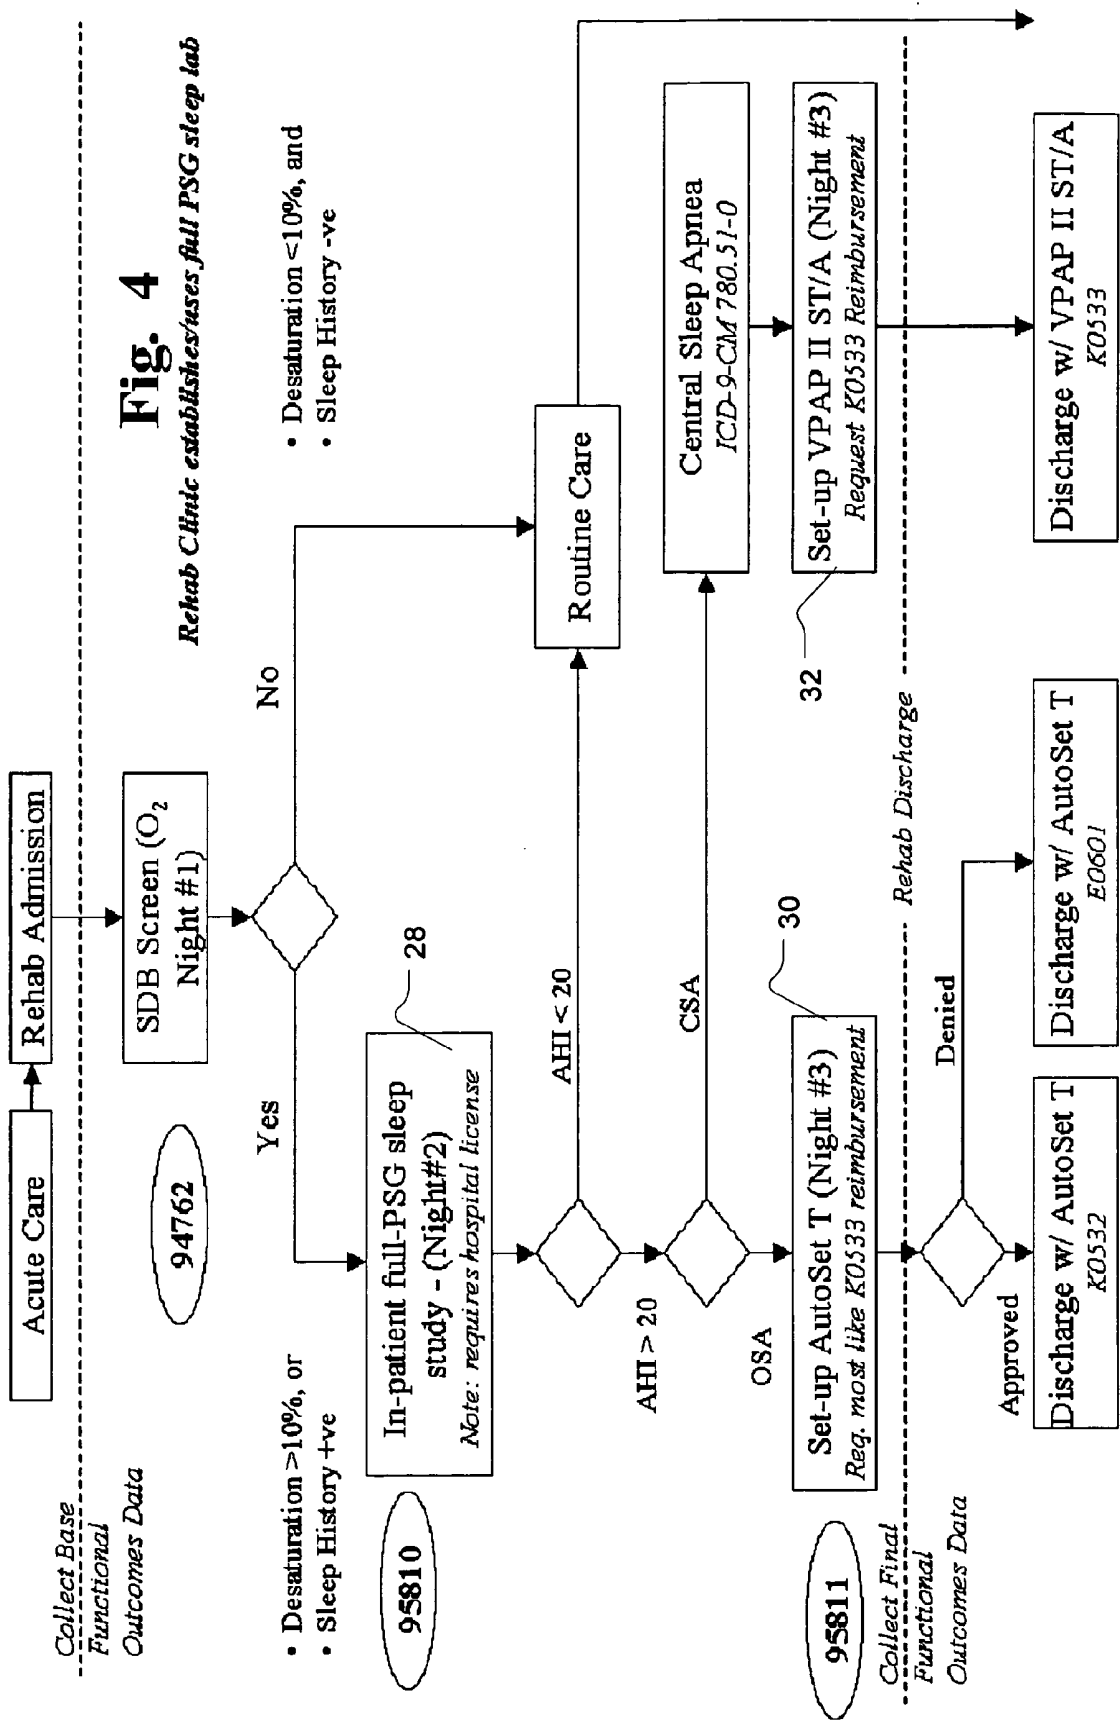 Fig. 4
Rehab Clinic establishes/uses full PSG sleep lab
Acute Care
Rehab Admission
Collect Base
Functional
Outcomes Data
94762
SDB Screen (O₂
Night #1)
Yes
No
• Desaturation >10%, or
• Sleep History +ve
• Desaturation <10%, and
• Sleep History -ve
95810
In-patient full-PSG sleep
study - (Night#2)
Note: requires hospital license
28
AHI < 20
Routine Care
AHI > 20
CSA
Central Sleep Apnea
ICD-9-CM 780.51-0
OSA
95811
Set-up AutoSet T (Night #3)
Req. most like K0533 reimbursement
30
Set-up VPAP II ST/A (Night #3)
Request K0533 Reimbursement
32
Collect Final
Functional
Outcomes Data
Rehab Discharge
Approved
Denied
Discharge w/ AutoSet T
K0532
Discharge w/ AutoSet T
E0601
Discharge w/ VPAP II ST/A
K0533